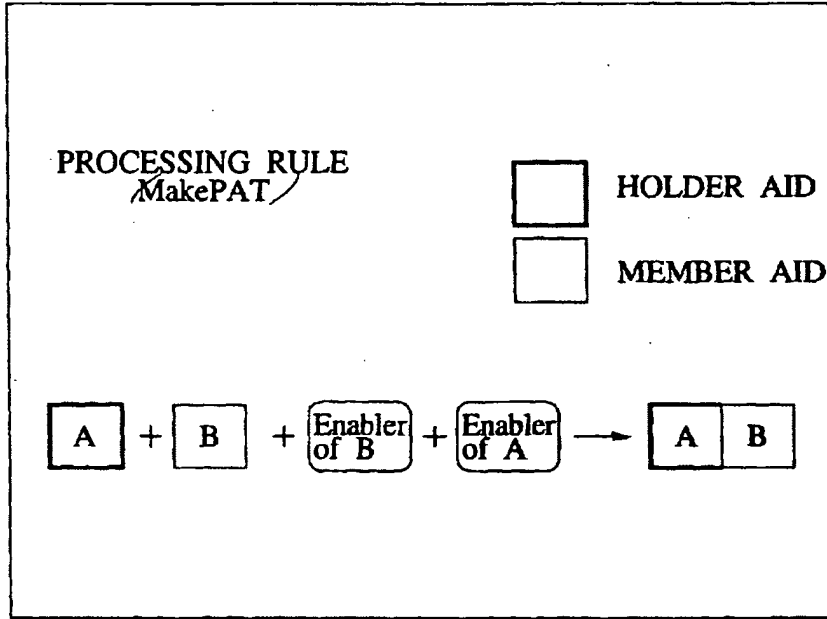 PROCESSING RULE
MakePAT
HOLDER AID
MEMBER AID
A + B + Enabler of B + Enabler of A → A B